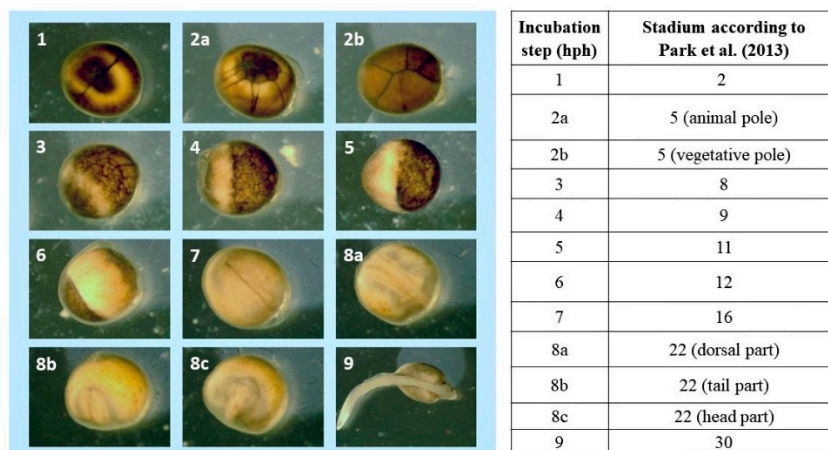 1
2a
2b
3
4
5
6
7
8a
8b
8c
9
Incubation step (hph) Stadium according to Park et al. (2013)
1 2
2a 5 (animal pole)
2b 5 (vegetative pole)
3 8
4 9
5 11
6 12
7 16
8a 22 (dorsal part)
8b 22 (tail part)
8c 22 (head part)
9 30